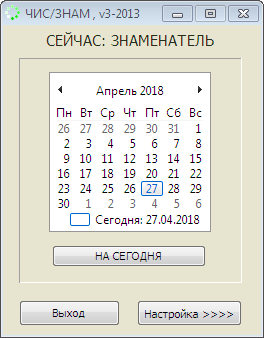 ЧИС/ЗНАМ , v3-2013
СЕЙЧАС: ЗНАМЕНАТЕЛЬ
Апрель 2018
Пн Вт Ср Чт Пт Сб Вс
26 27 28 29 30 31 1
2 3 4 5 6 7 8
9 10 11 12 13 14 15
16 17 18 19 20 21 22
23 24 25 26 27 28 29
30 1 2 3 4 5 6
Сегодня: 27.04.2018
НА СЕГОДНЯ
Выход Настройка >>>>